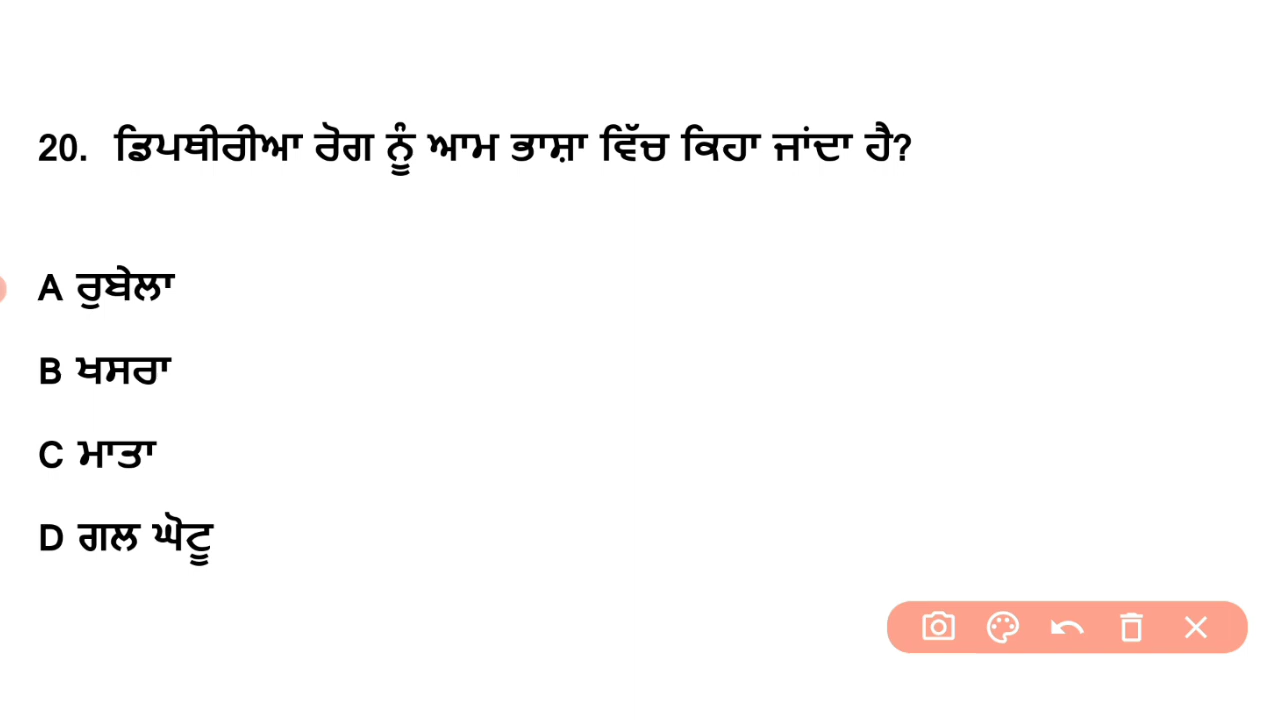 20. ਡਿਪਥੀਰੀਆ ਰੋਗ ਨੂੰ ਆਮ ਭਾਸ਼ਾ ਵਿੱਚ ਕਿਹਾ ਜਾਂਦਾ ਹੈ?
A ਰੁਬੇਲਾ
B ਖਸਰਾ
C ਮਾਤਾ
D ਗਲ ਘੋਟੂ